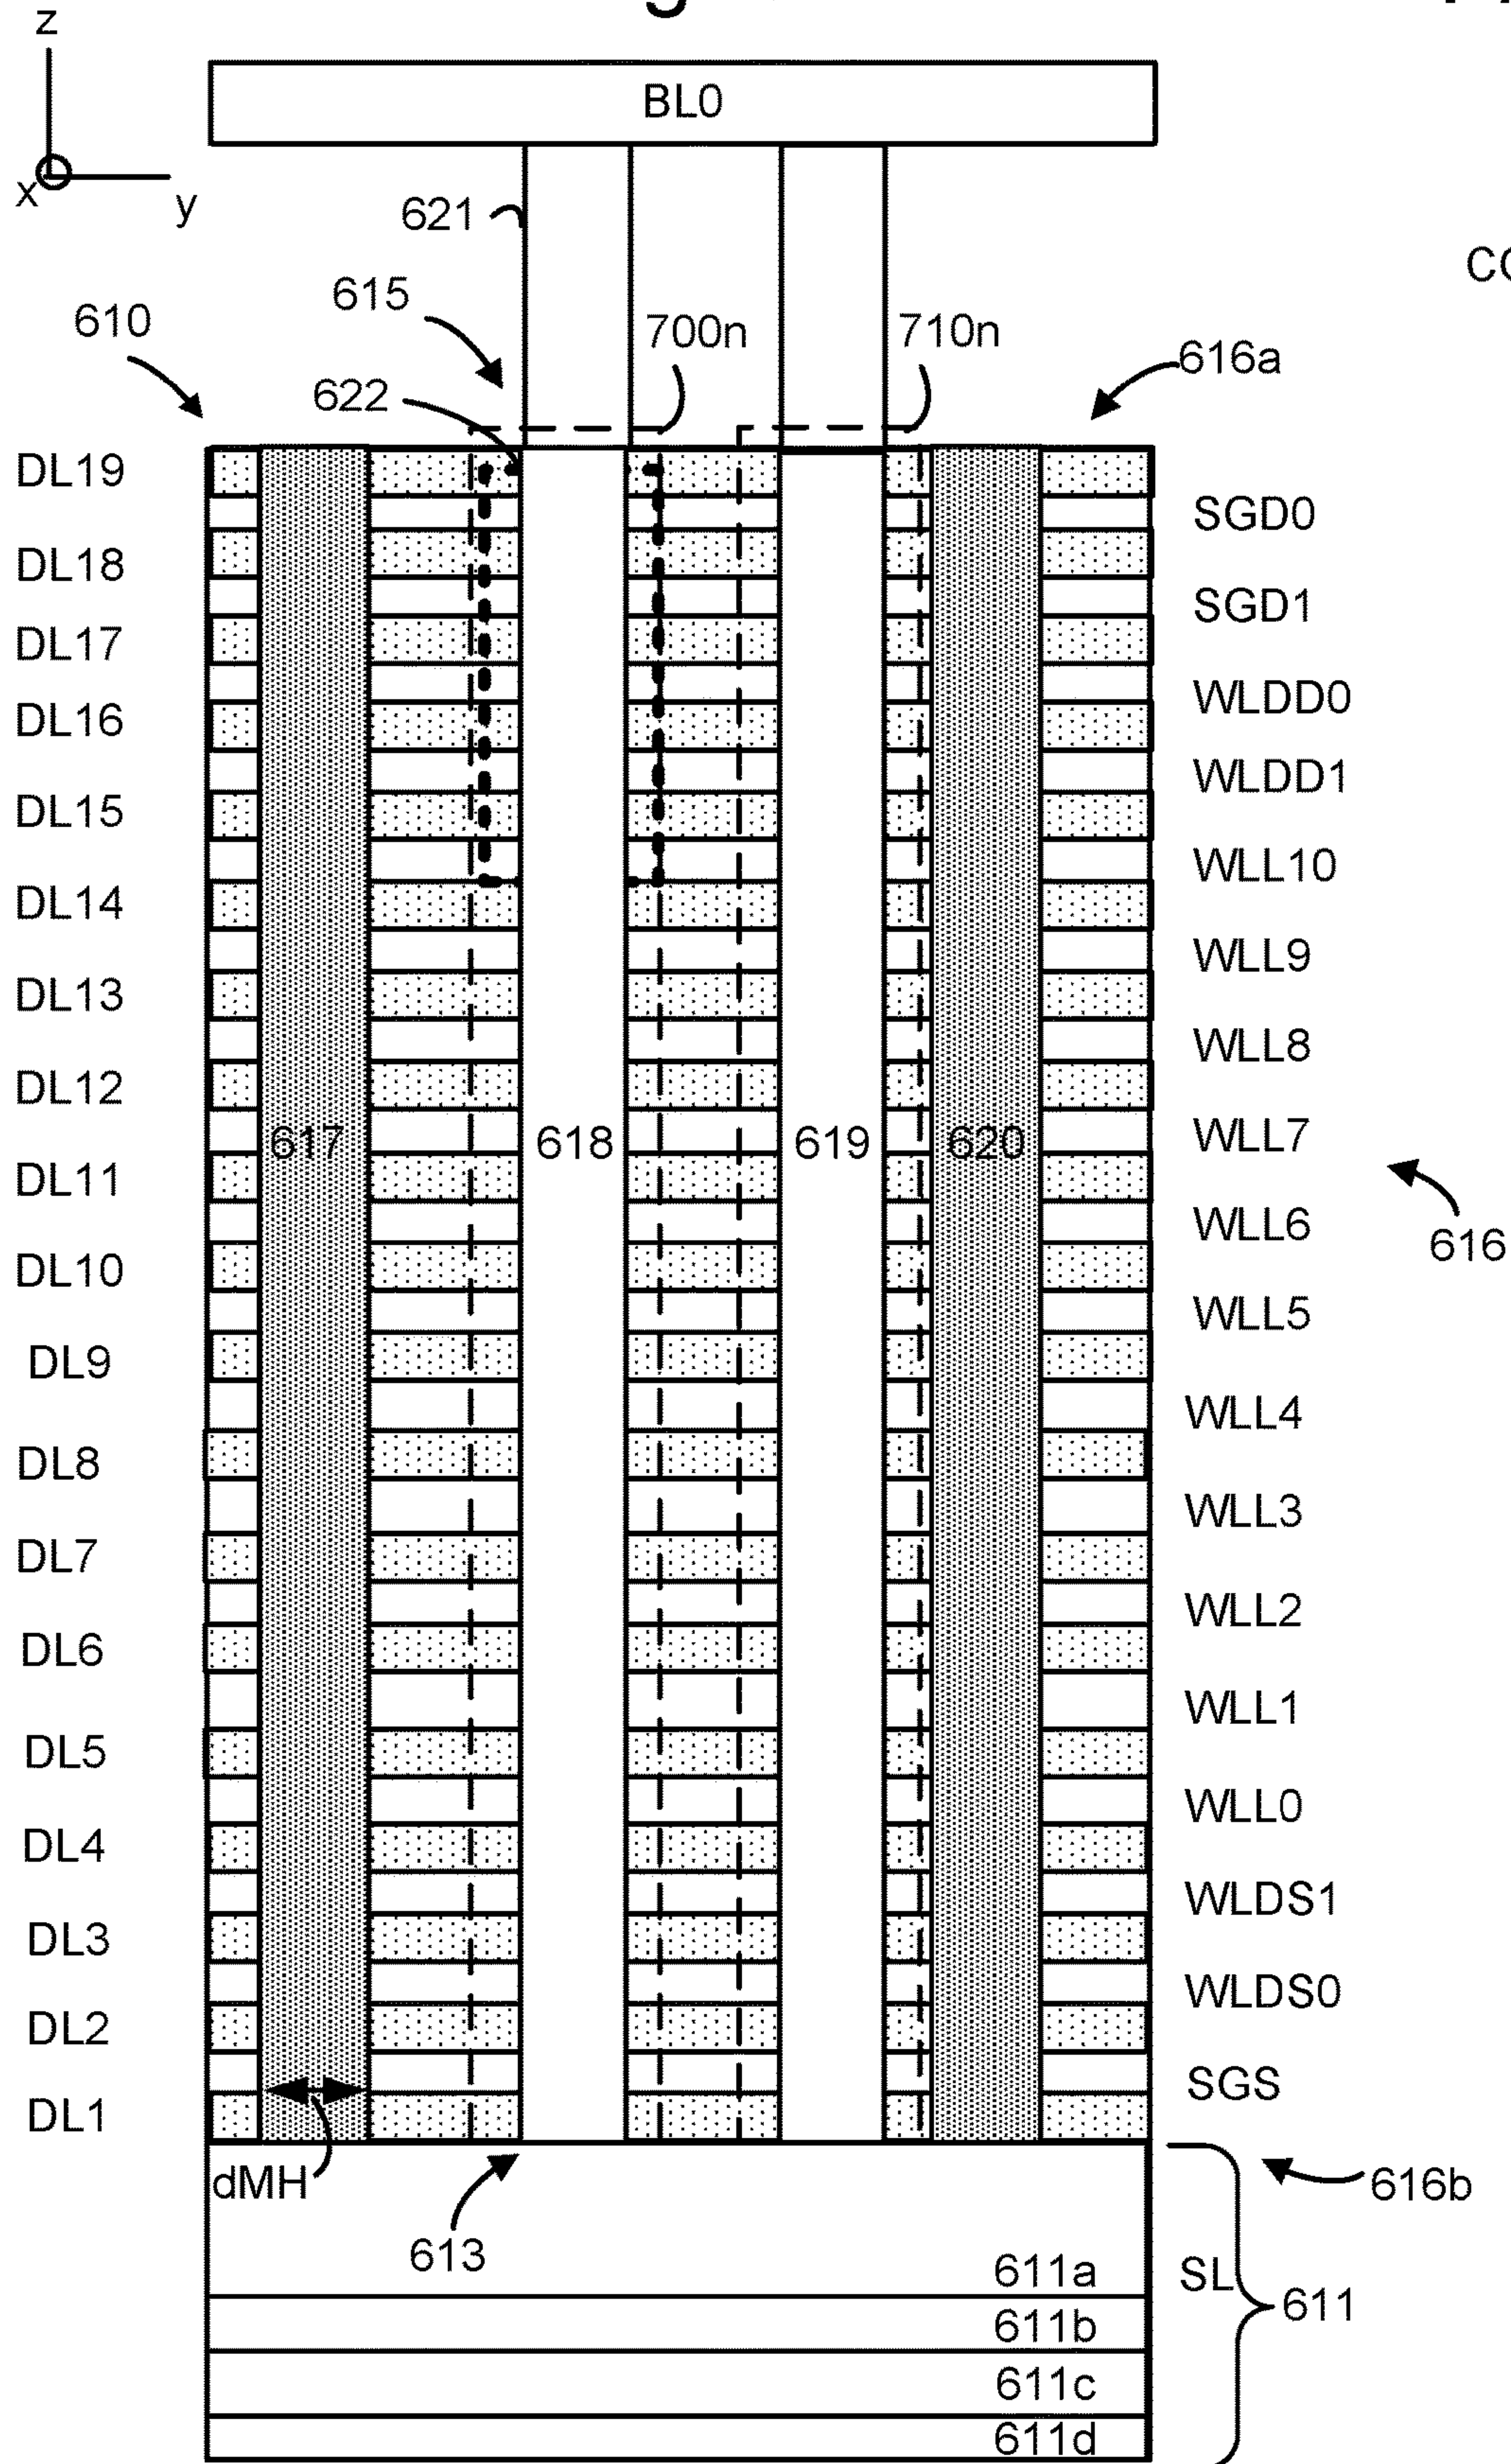 z
BL0
x
y
621
CO
615
610
700n
710n
616a
622
DL19
SGD0
DL18
SGD1
DL17
WLDD0
DL16
WLDD1
DL15
WLL10
DL14
WLL9
DL13
WLL8
DL12
WLL7
617
618
619
620
DL11
WLL6
616
DL10
WLL5
DL9
WLL4
DL8
WLL3
DL7
WLL2
DL6
WLL1
DL5
WLL0
DL4
WLDS1
DL3
WLDS0
DL2
SGS
DL1
dMH
616b
613
611a
SL
611
611b
611c
611d